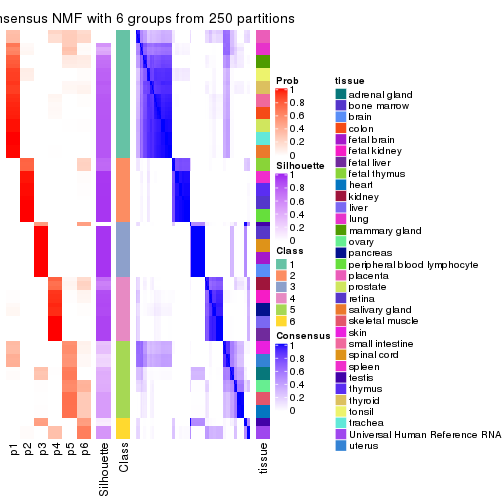 nsensus NMF with 6 groups from 250 partitions
Prob
1
0.8
0.6
0.4
0.2
0
Silhouette
1
0.8
0.6
0.4
0.2
0
Class
1
2
3
4
5
6
Consensus
1
0.8
0.6
0.4
0.2
0
tissue
adrenal gland
bone marrow
brain
colon
fetal brain
fetal kidney
fetal liver
fetal thymus
heart
kidney
liver
lung
mammary gland
ovary
pancreas
peripheral blood lymphocyte
placenta
prostate
retina
salivary gland
skeletal muscle
skin
small intestine
spinal cord
spleen
testis
thymus
thyroid
tonsil
trachea
Universal Human Reference RNA
uterus
p1
p2
p3
p4
p5
p6
Silhouette
Class
tissue